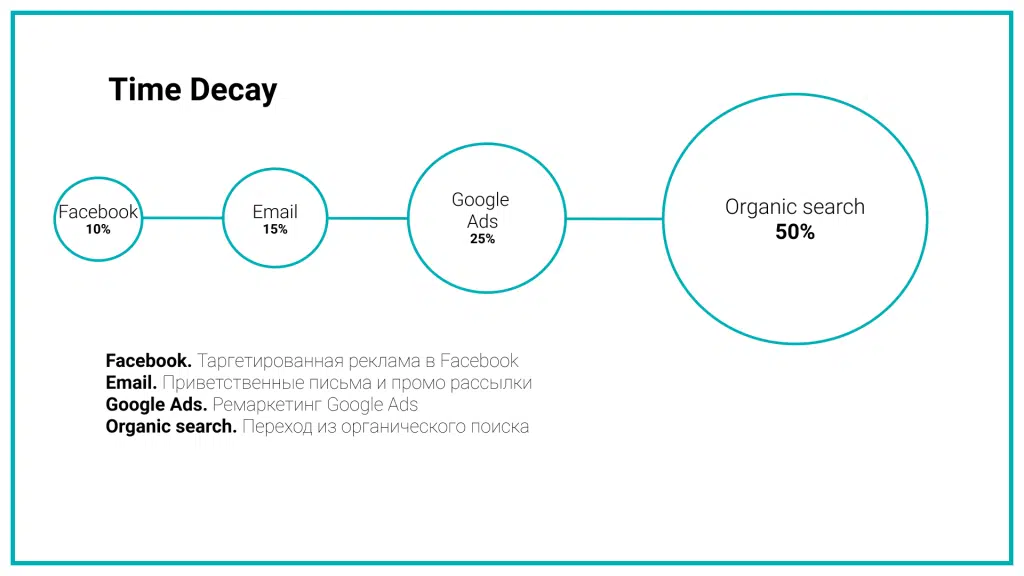 Time Decay
Facebook
10%
Email
15%
Google
Ads
25%
Organic search
50%
Facebook. Таргетированная реклама в Facebook
Email. Приветственные письма и промо рассылки
Google Ads. Ремаркетинг Google Ads
Organic search. Переход из органического поиска